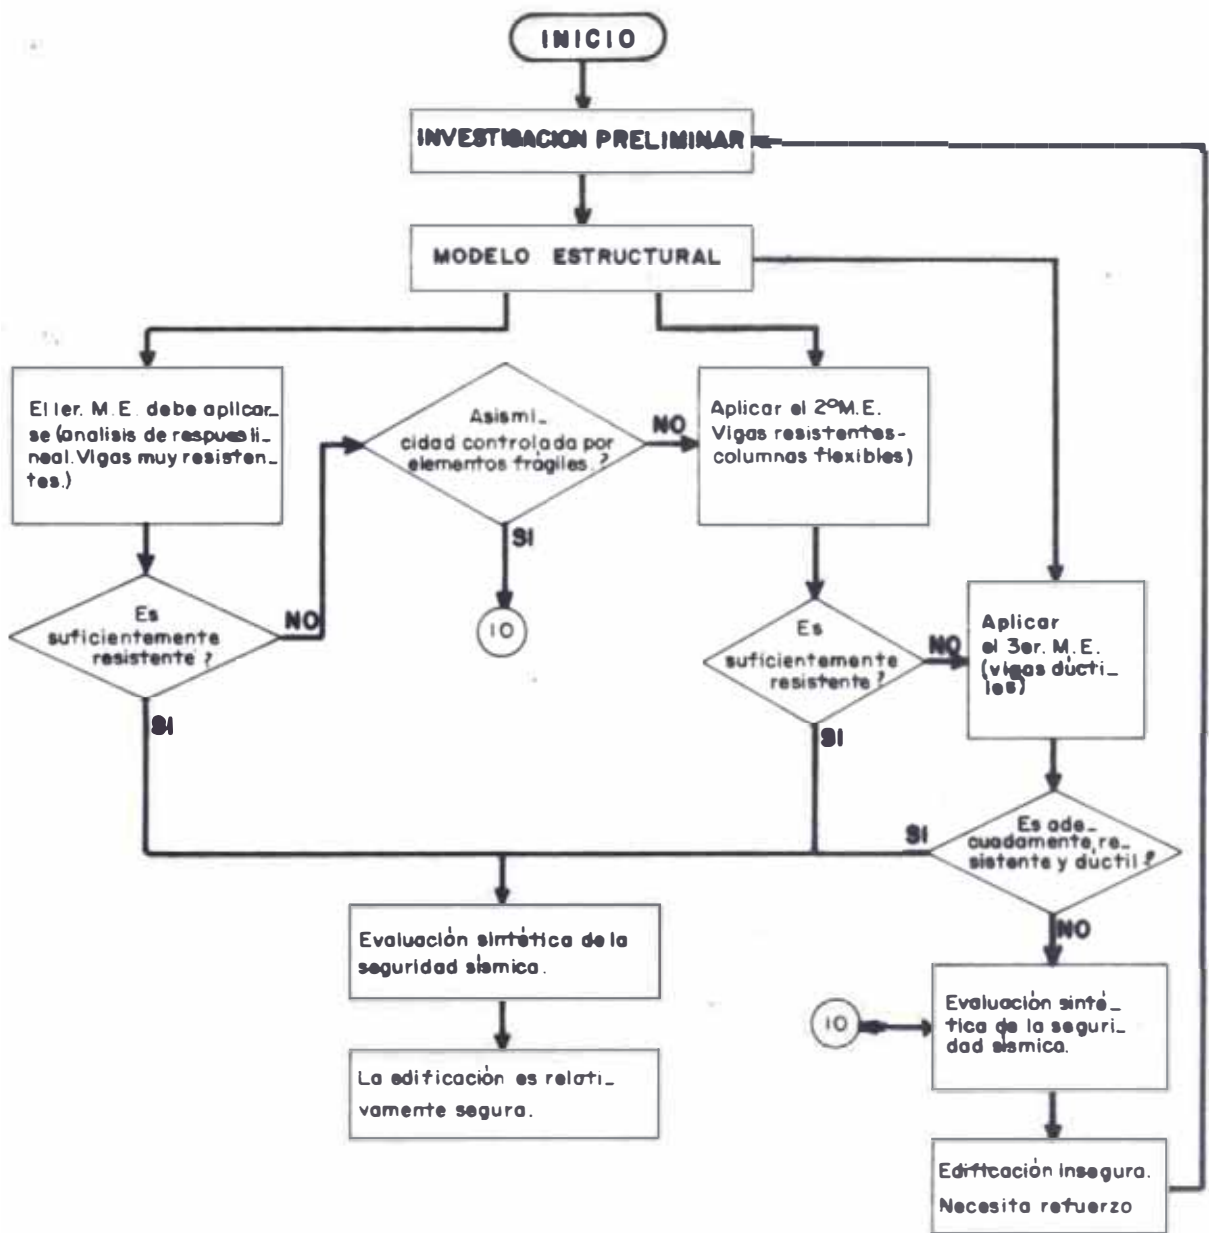 INICIO
INVESTIGACION PRELIMINAR
MODELO ESTRUCTURAL
El 1er. M.E. debe aplicar_
se (analisis de respuesli_
neal. Vigas muy resisten_
tes.)
Asismi_
cidad controlada por
elementos frágiles.?
NO
Aplicar el 2º M.E.
Vigas resistentes-
columnas flexibles)
SI
10
Es
suficientemente
resistente?
NO
SI
Es
suficientemente
resistente?
NO
SI
Aplicar
el 3er. M.E.
(vigas dúcti_
les)
SI
Es ade_
cuadamente, re_
sistente y dúctil?
NO
Evaluación sintética de la
seguridad sísmica.
La edificación es relati_
vamente segura.
10
Evaluación sinté_
tica de la seguri_
dad sísmica.
Edificación insegura.
Necesita refuerzo